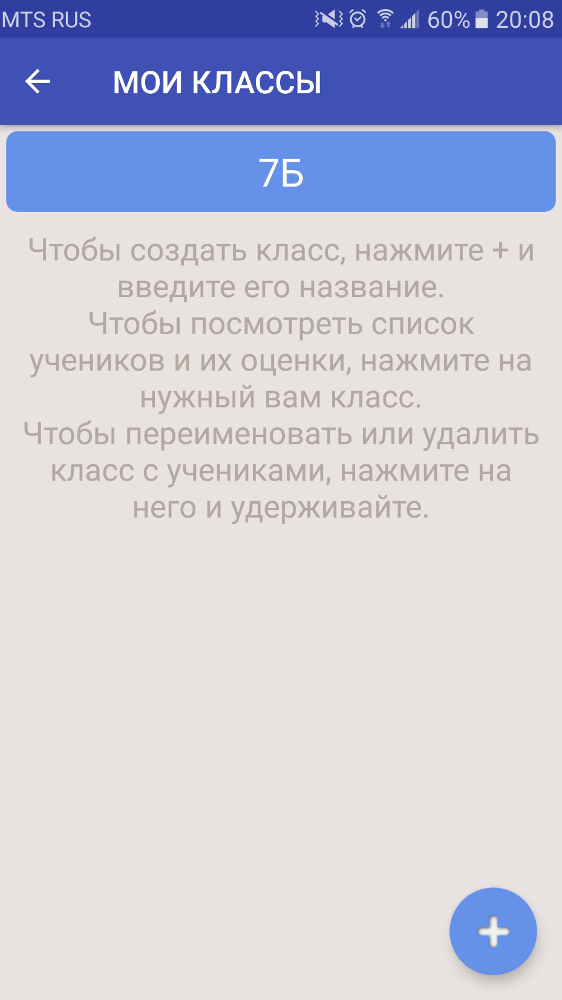 MTS RUS 60% 20:08
МОИ КЛАССЫ
7Б
Чтобы создать класс, нажмите + и
введите его название.
Чтобы посмотреть список
учеников и их оценки, нажмите на
нужный вам класс.
Чтобы переименовать или удалить
класс с учениками, нажмите на
него и удерживайте.
+